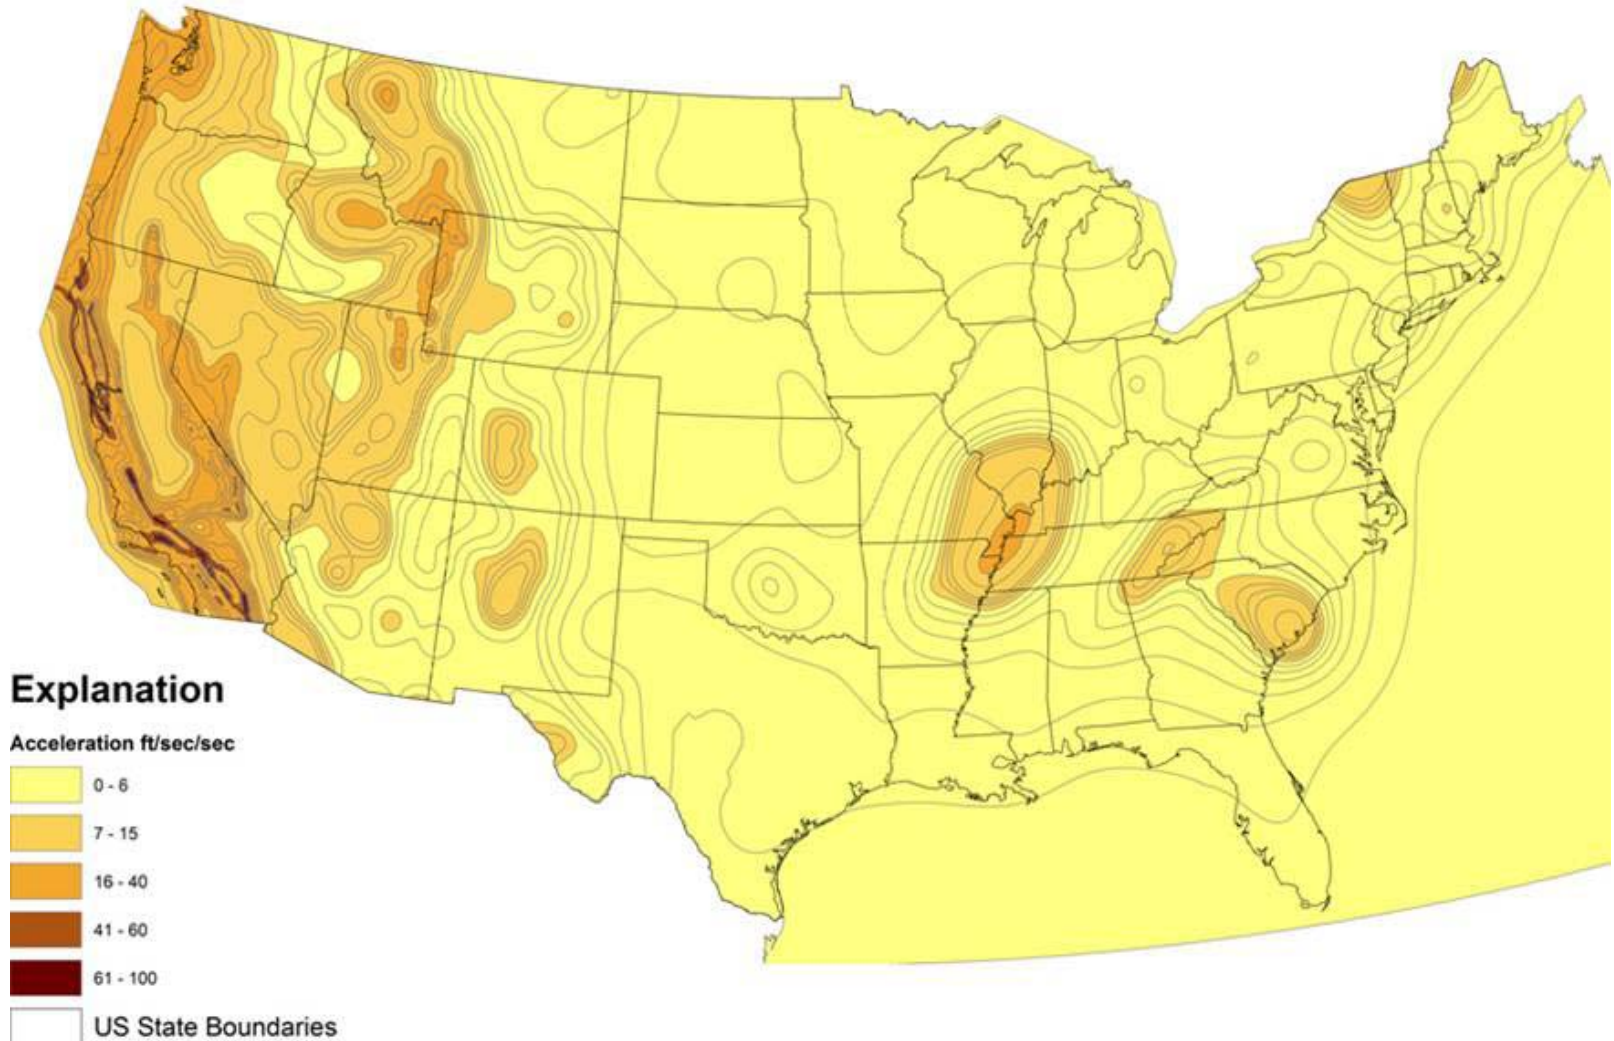 Explanation
Acceleration ft/sec/sec
0 - 6
7 - 15
16 - 40
41 - 60
61 - 100
US State Boundaries